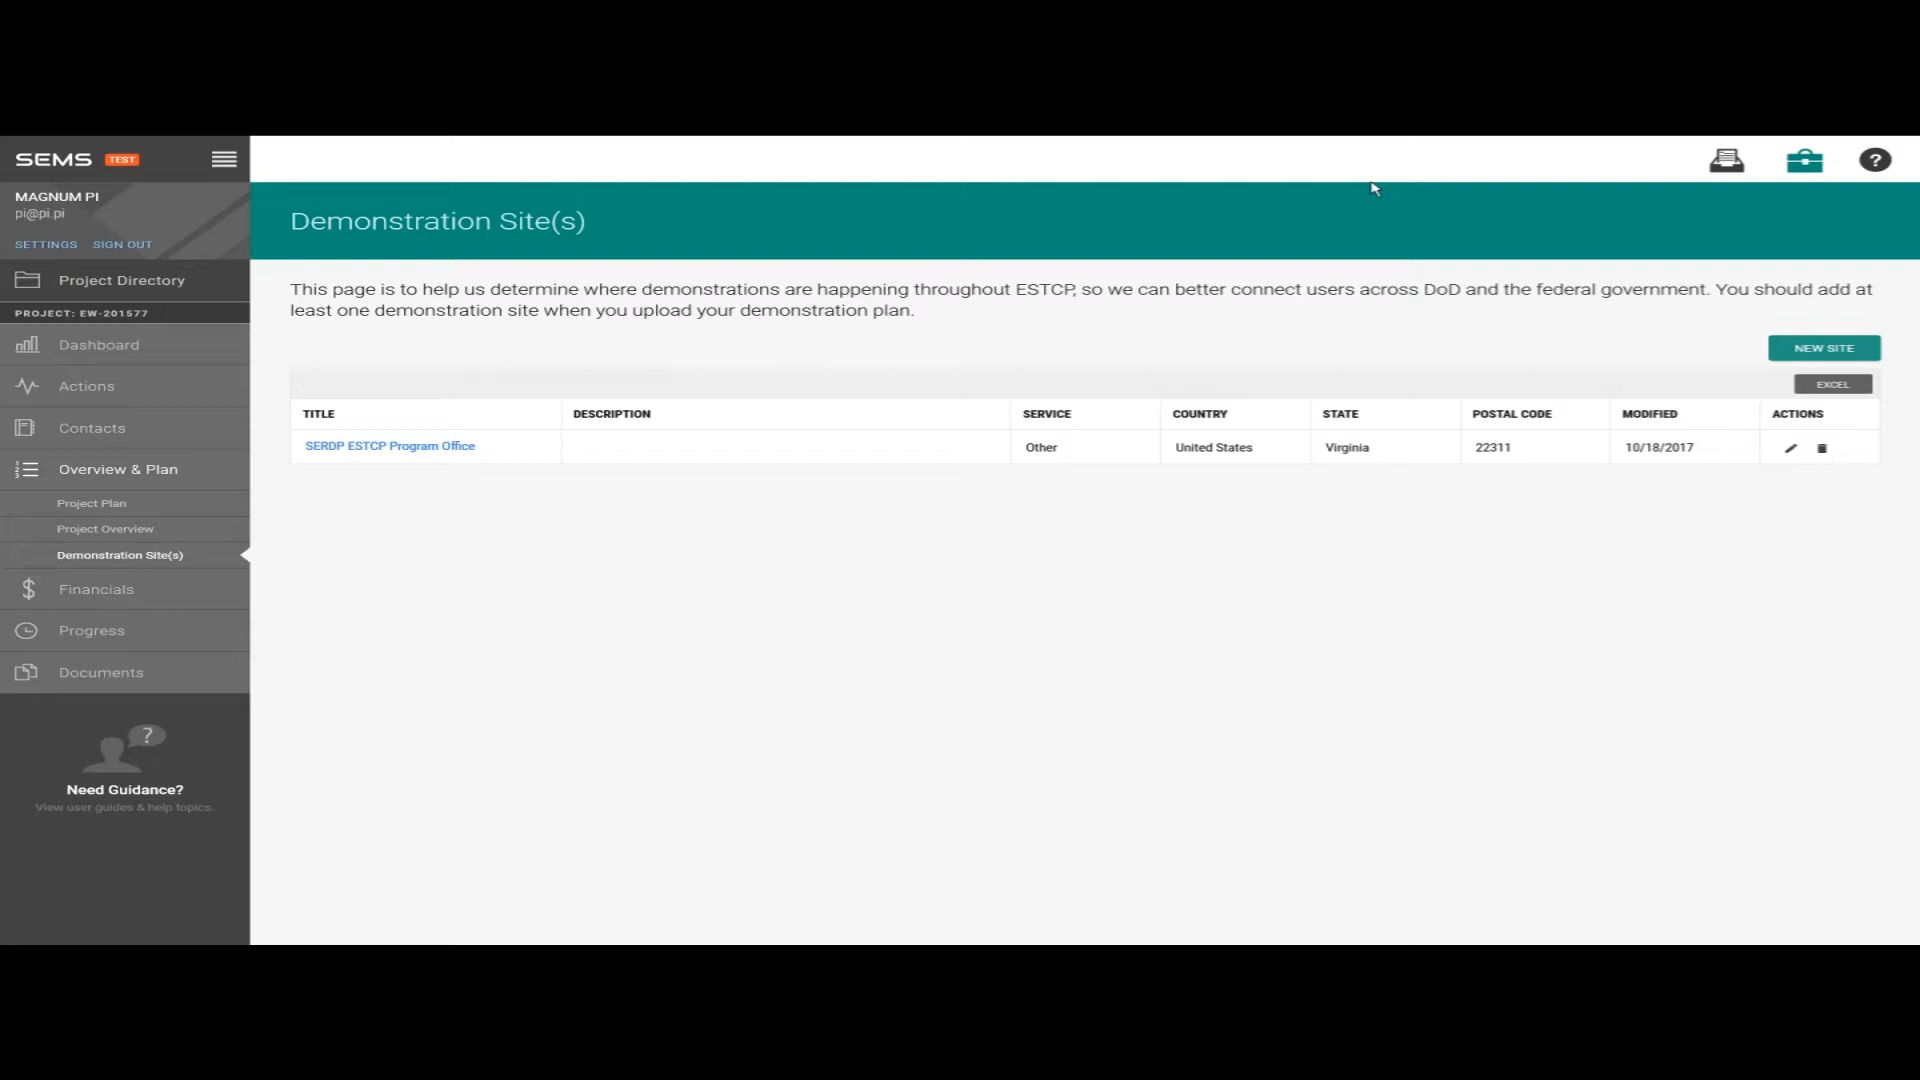 SEMS TEST
MAGNUM PI
pi@pi.pi
SETTINGS SIGN OUT
Project Directory
PROJECT: EW-201577
Dashboard
Actions
Contacts
Overview & Plan
Project Plan
Project Overview
Demonstration Site(s)
Financials
Progress
Documents
?
Need Guidance?
View user guides & help topics.
?
Demonstration Site(s)
This page is to help us determine where demonstrations are happening throughout ESTCP, so we can better connect users across DoD and the federal government. You should add at
least one demonstration site when you upload your demonstration plan.
NEW SITE
EXCEL
TITLE DESCRIPTION SERVICE COUNTRY STATE POSTAL CODE MODIFIED ACTIONS
SERDP ESTCP Program Office Other United States Virginia 22311 10/18/2017